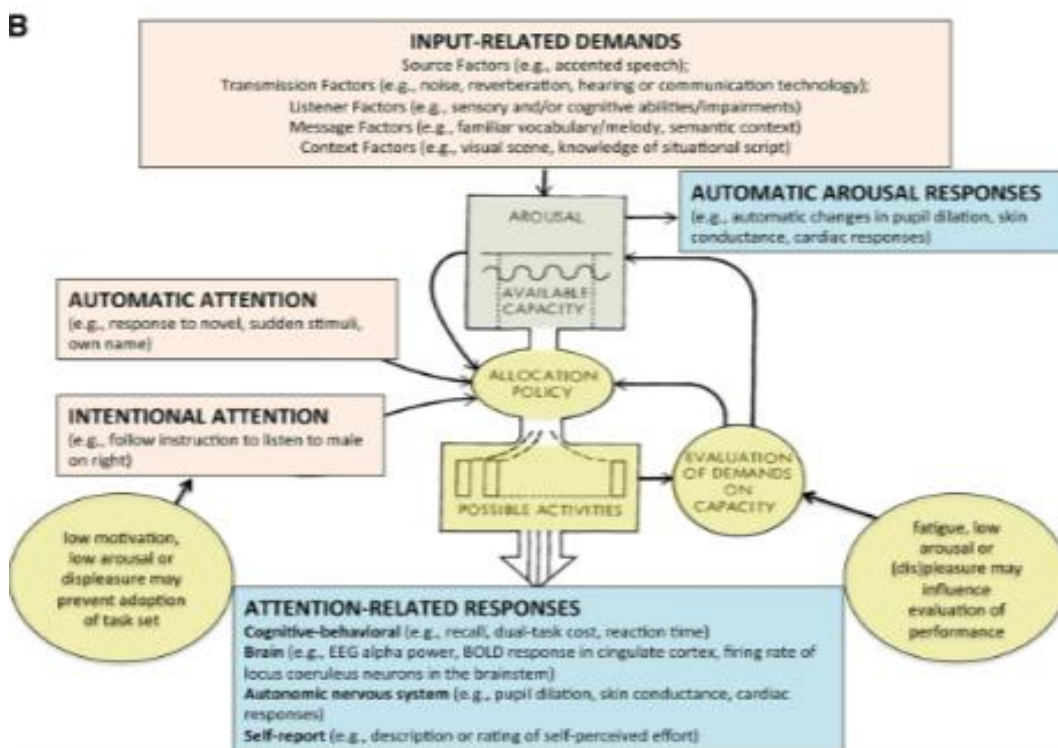 B
INPUT-RELATED DEMANDS
Source Factors (e.g., accented speech);
Transmission Factors (e.g., noise, reverberation, hearing or communication technology);
Listener Factors (e.g., sensory and/or cognitive abilities/impairments)
Message Factors (e.g., familiar vocabulary/melody, semantic context)
Context Factors (e.g., visual scene, knowledge of situational script)
AROUSAL
AVAILABLE
CAPACITY
AUTOMATIC AROUSAL RESPONSES
(e.g., automatic changes in pupil dilation, skin
conductance, cardiac responses)
AUTOMATIC ATTENTION
(e.g., response to novel, sudden stimuli,
own name)
ALLOCATION
POLICY
INTENTIONAL ATTENTION
(e.g., follow instruction to listen to male
on right)
EVALUATION
OF DEMANDS
ON
CAPACITY
POSSIBLE ACTIVITIES
low motivation,
low arousal or
displeasure may
prevent adoption
of task set
fatigue, low
arousal or
(dis)pleasure may
influence
evaluation of
performance
ATTENTION-RELATED RESPONSES
Cognitive-behavioral (e.g., recall, dual-task cost, reaction time)
Brain (e.g., EEG alpha power, BOLD response in cingulate cortex, firing rate of
locus coeruleus neurons in the brainstem)
Autonomic nervous system (e.g., pupil dilation, skin conductance, cardiac
responses)
Self-report (e.g., description or rating of self-perceived effort)